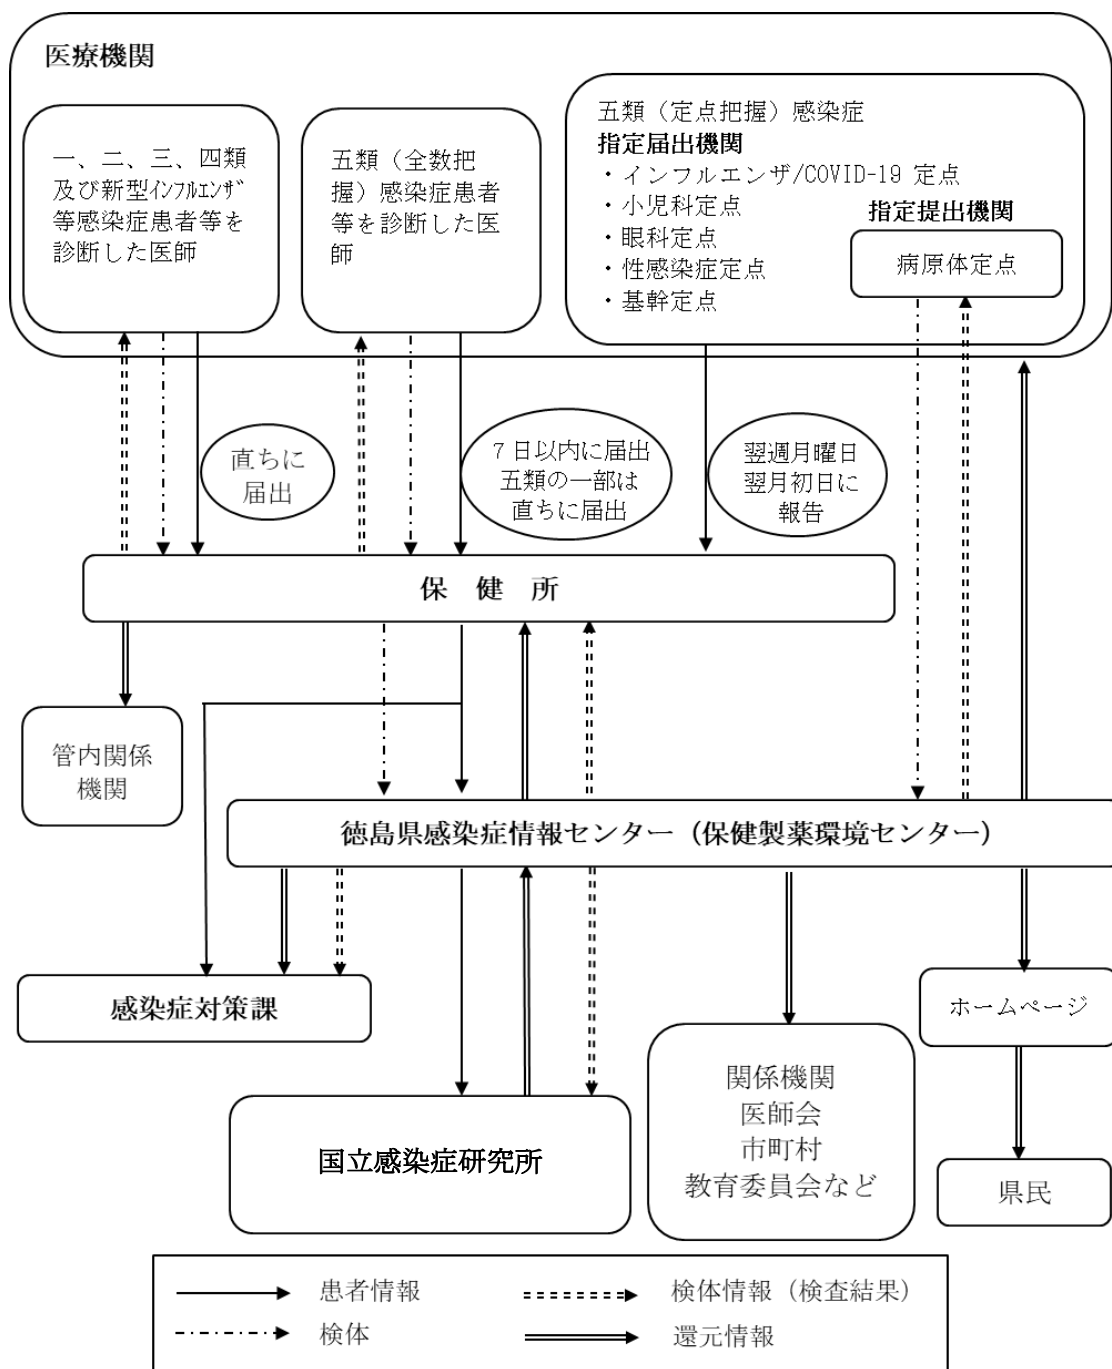 医療機関
一、二、三、四類
及び新型ｲﾝﾌﾙｴﾝｻﾞ
等感染症患者等を
診断した医師
五類（全数把
握）感染症患者
等を診断した医
師
五類（定点把握）感染症
指定届出機関
・インフルエンザ/COVID-19 定点
・小児科定点
・眼科定点
・性感染症定点
・基幹定点
指定提出機関
病原体定点
直ちに
届出
７日以内に届出
五類の一部は
直ちに届出
翌週月曜日
翌月初日に
報告
保　健　所
管内関係
機関
徳島県感染症情報センター（保健製薬環境センター）
感染症対策課
ホームページ
国立感染症研究所
関係機関
医師会
市町村
教育委員会など
県民
患者情報
検体情報（検査結果）
検体
還元情報